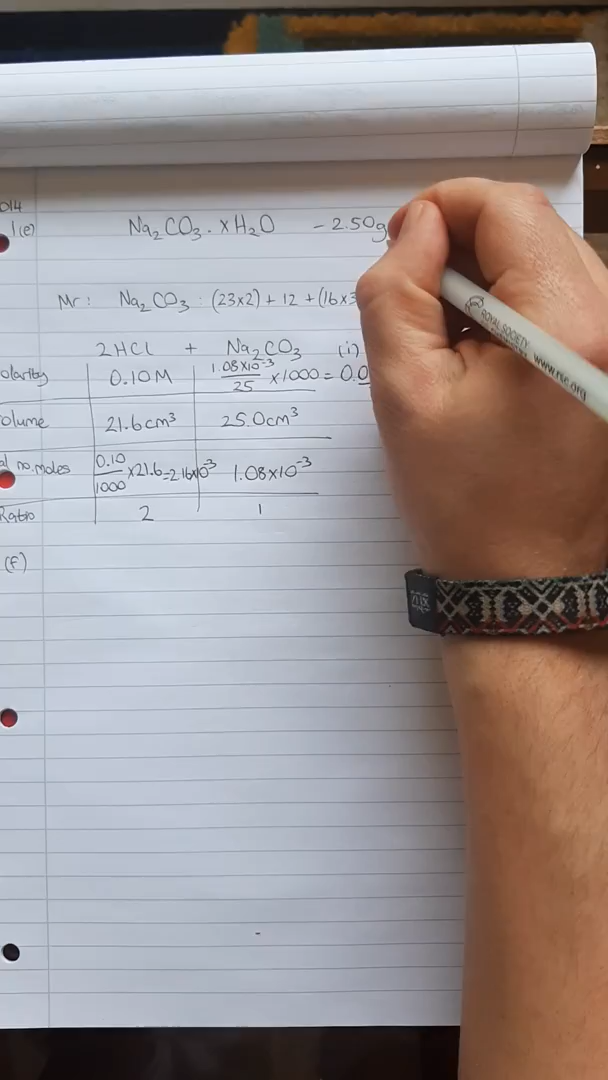 014
1(e) Na₂CO₃ . xH₂O - 2.50g
Mr : Na₂CO₃ : (23x2) + 12 + (16x3
2HCl + Na₂CO₃ (i)
olarity 0.10M 1.08x10⁻³/25 x1000 = 0.0
olume 21.6cm³ 25.0cm³
al no. moles 0.10/1000 x21.6=2.16x10⁻³ 1.08x10⁻³
Ratio 2 1
(f)
ROYAL SOCIETY
www.rsc.org